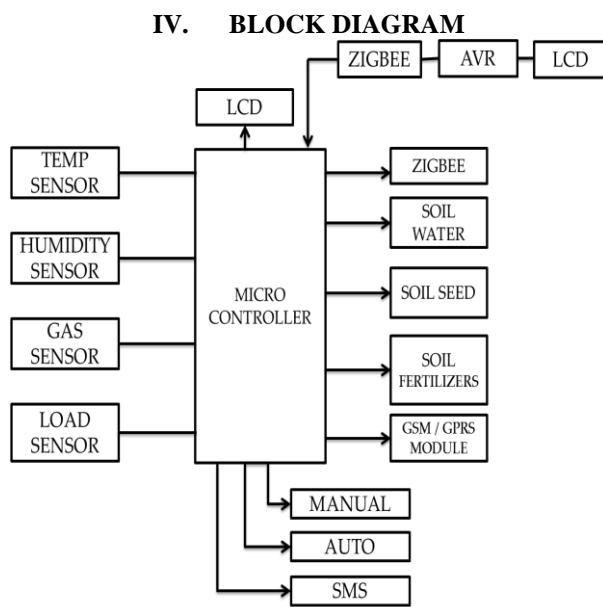 IV. BLOCK DIAGRAM
ZIGBEE
AVR
LCD
LCD
TEMP
SENSOR
HUMIDITY
SENSOR
GAS
SENSOR
LOAD
SENSOR
MICRO
CONTROLLER
ZIGBEE
SOIL
WATER
SOIL SEED
SOIL
FERTILIZERS
GSM / GPRS
MODULE
MANUAL
AUTO
SMS